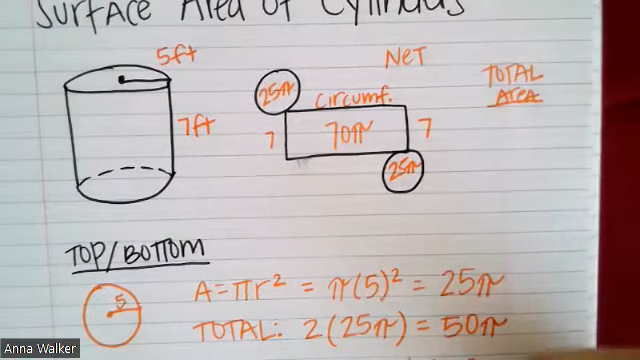 Surface Area of Cylinders
5ft
NET
25π
circumf.
TOTAL
AREA
7ft
7
70π
7
25π
TOP/BOTTOM
5
A=πr² = π(5)² = 25π
TOTAL: 2(25π) = 50π
Anna Walker